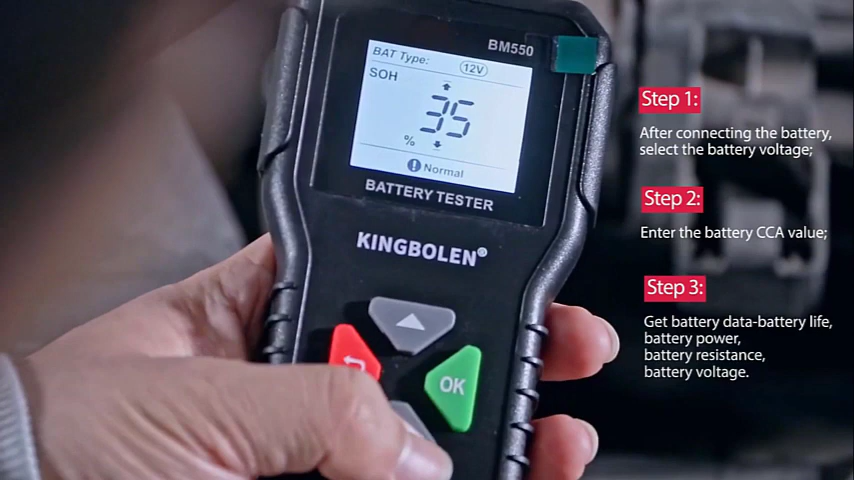 BM550
BAT Type:
12V
SOH
35
%
Normal
BATTERY TESTER
KINGBOLEN®
OK
Step 1:
After connecting the battery,
select the battery voltage;
Step 2:
Enter the battery CCA value;
Step 3:
Get battery data-battery life,
battery power,
battery resistance,
battery voltage.